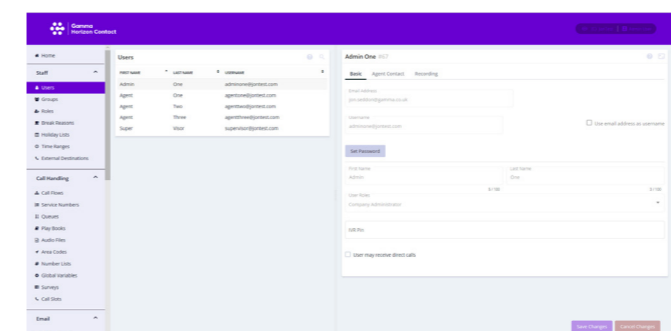 Gamma
Horizon Contact
Home
Staff
Users
Groups
Roles
Break Reasons
Holiday Lists
Time Ranges
External Destinations
Call Handling
Call Flows
Service Numbers
Queues
Play Books
Audio Files
Area Codes
Number Lists
Global Variables
Surveys
Call Slots
Email
Users
FIRST NAME LAST NAME USERNAME
Admin One adminone@jontest.com
Agent One agentone@jontest.com
Agent Two agenttwo@jontest.com
Agent Three agentthree@jontest.com
Super Visor supervisor@jontest.com
Admin One
Basic Agent Contact Recording
Email Address
Username
adminone@jontest.com
Use email address as username
Set Password
First Name Last Name
Admin One
User Roles
Company Administrator
IVR Pin
User may receive direct calls
Save Changes Cancel Changes